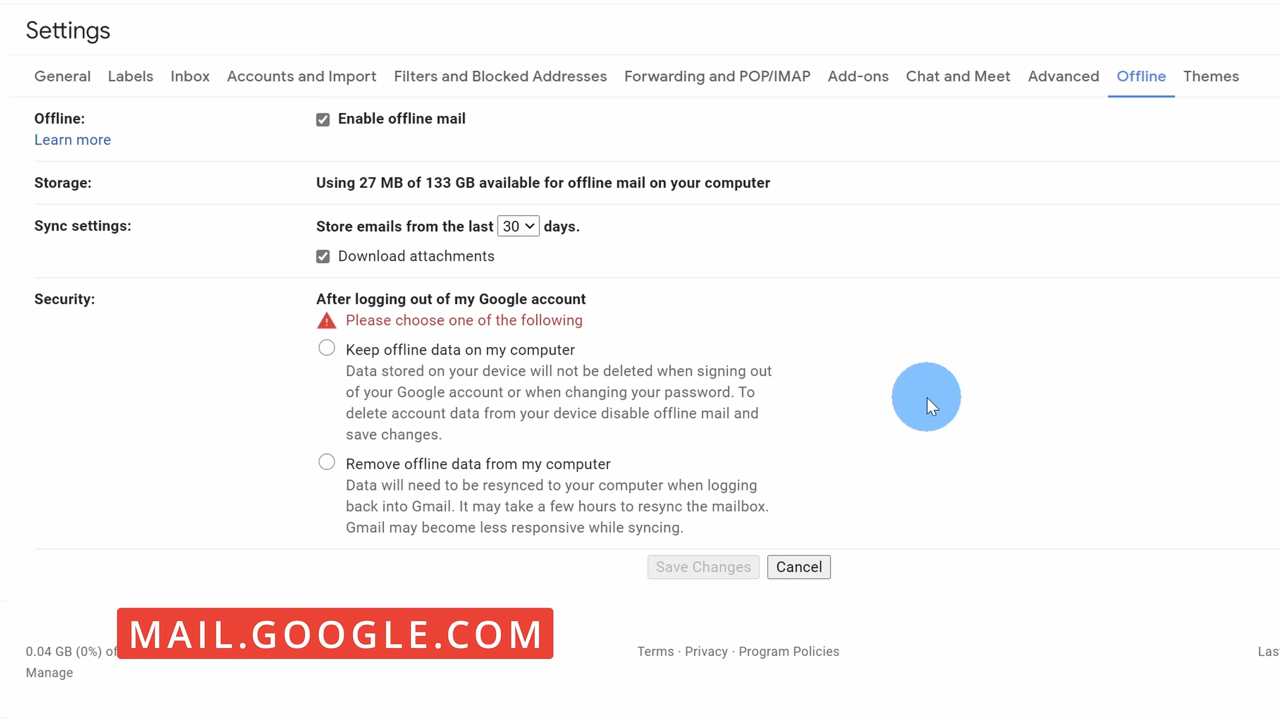 Settings
General Labels Inbox Accounts and Import Filters and Blocked Addresses Forwarding and POP/IMAP Add-ons Chat and Meet Advanced Offline Themes
Offline:
Enable offline mail
Learn more
Storage:
Using 27 MB of 133 GB available for offline mail on your computer
Sync settings:
Store emails from the last 30 days.
Download attachments
Security:
After logging out of my Google account
Please choose one of the following
Keep offline data on my computer
Data stored on your device will not be deleted when signing out
of your Google account or when changing your password. To
delete account data from your device disable offline mail and
save changes.
Remove offline data from my computer
Data will need to be resynced to your computer when logging
back into Gmail. It may take a few hours to resync the mailbox.
Gmail may become less responsive while syncing.
Save Changes Cancel
MAIL.GOOGLE.COM
0.04 GB (0%) of
Terms · Privacy · Program Policies
Las
Manage